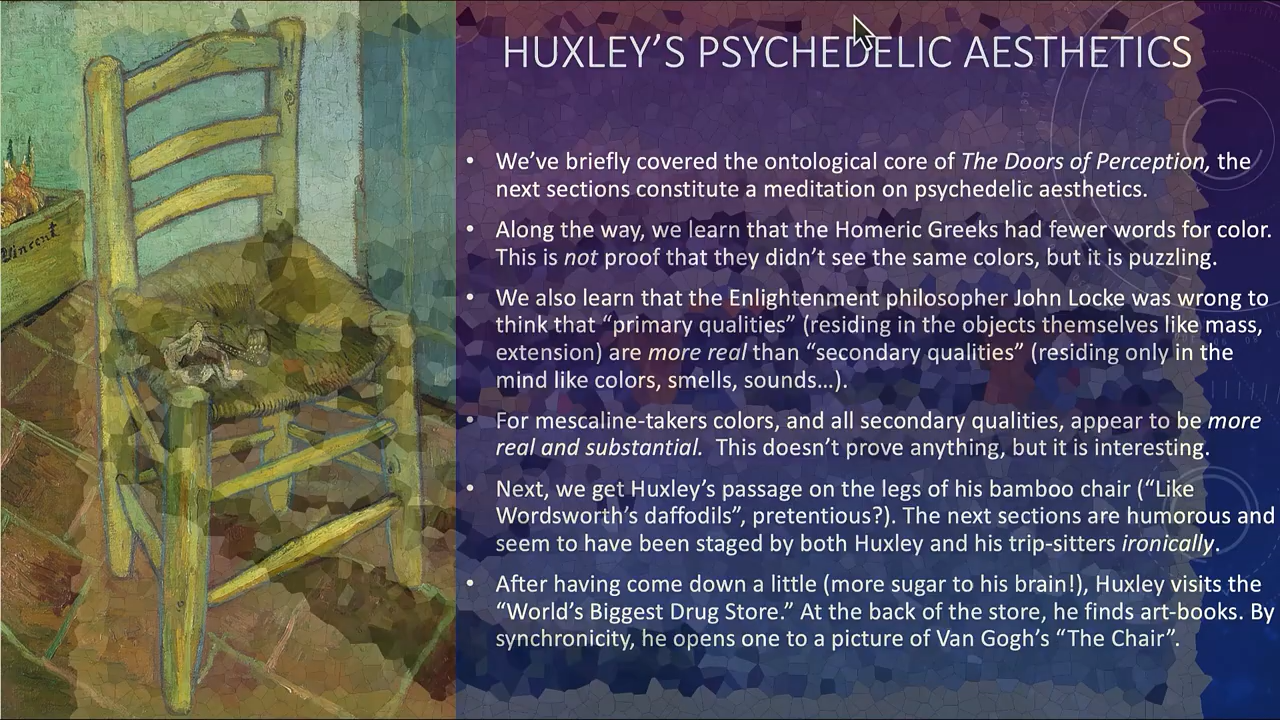 HUXLEY’S PSYCHEDELIC AESTHETICS
Vincent
• We’ve briefly covered the ontological core of The Doors of Perception, the
next sections constitute a meditation on psychedelic aesthetics.
• Along the way, we learn that the Homeric Greeks had fewer words for color.
This is not proof that they didn’t see the same colors, but it is puzzling.
• We also learn that the Enlightenment philosopher John Locke was wrong to
think that “primary qualities” (residing in the objects themselves like mass,
extension) are more real than “secondary qualities” (residing only in the
mind like colors, smells, sounds…).
• For mescaline-takers colors, and all secondary qualities, appear to be more
real and substantial. This doesn’t prove anything, but it is interesting.
• Next, we get Huxley’s passage on the legs of his bamboo chair (“Like
Wordsworth’s daffodils”, pretentious?). The next sections are humorous and
seem to have been staged by both Huxley and his trip-sitters ironically.
• After having come down a little (more sugar to his brain!), Huxley visits the
“World’s Biggest Drug Store.” At the back of the store, he finds art-books. By
synchronicity, he opens one to a picture of Van Gogh’s “The Chair”.